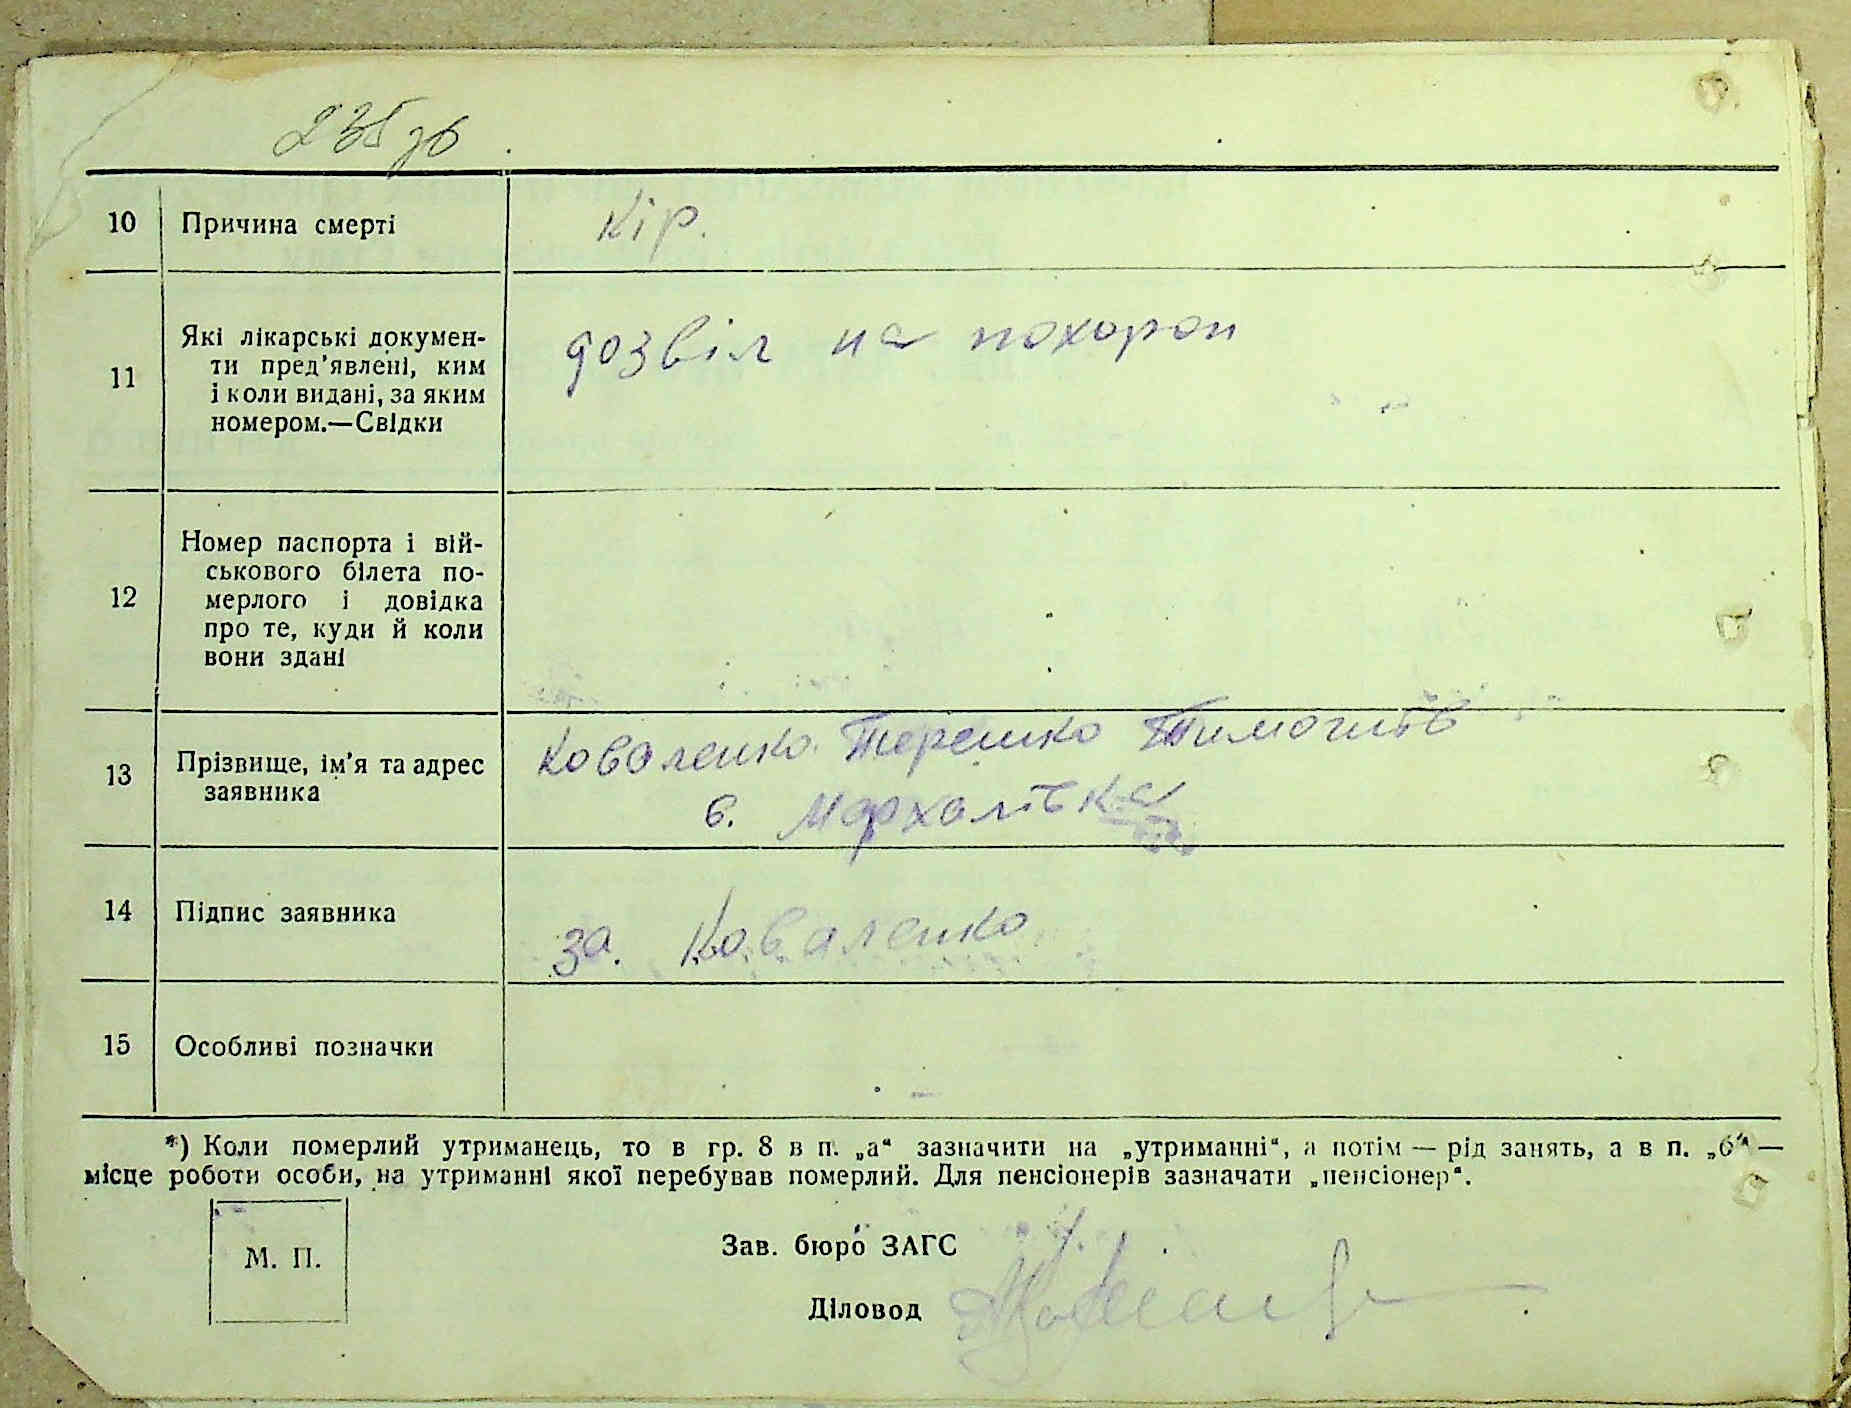 235 зв.
10 Причина смерті кір.
11 Які лікарські докумен-
ти пред’явлені, ким
і коли видані, за яким
номером.—Свідки
дозвіл на похорон
12 Номер паспорта і вій-
ськового білета по-
мерлого і довідка
про те, куди й коли
вони здані
13 Прізвище, ім’я та адрес
заявника
Коваленко Терешко
с. Мархалівка
14 Підпис заявника за. Коваленко
15 Особливі позначки
*) Коли померлий утриманець, то в гр. 8 в п. „а“ зазначити на „утриманні“, а потім — рід занять, а в п. „б“ —
місце роботи особи, на утриманні якої перебував померлий. Для пенсіонерів зазначати „пенсіонер“.
М. П.
Зав. бюро ЗАГС
Діловод